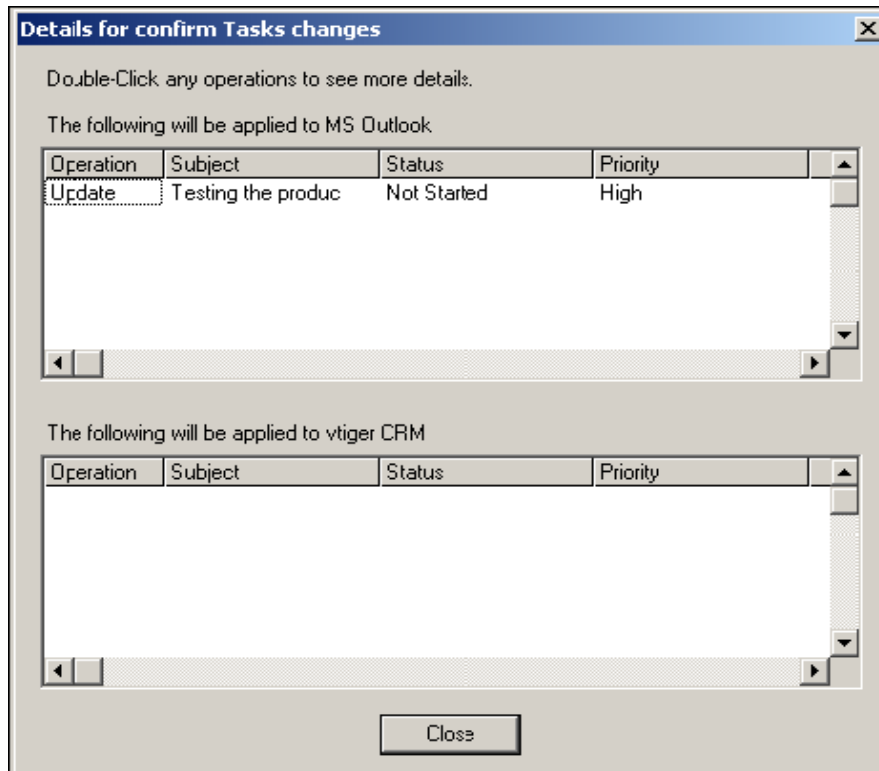 Details for confirm Tasks changes
Double-Click any operations to see more details.
The following will be applied to MS Outlook
Operation Subject Status Priority
Update Testing the produc Not Started High
The following will be applied to vtiger CRM
Operation Subject Status Priority
Close